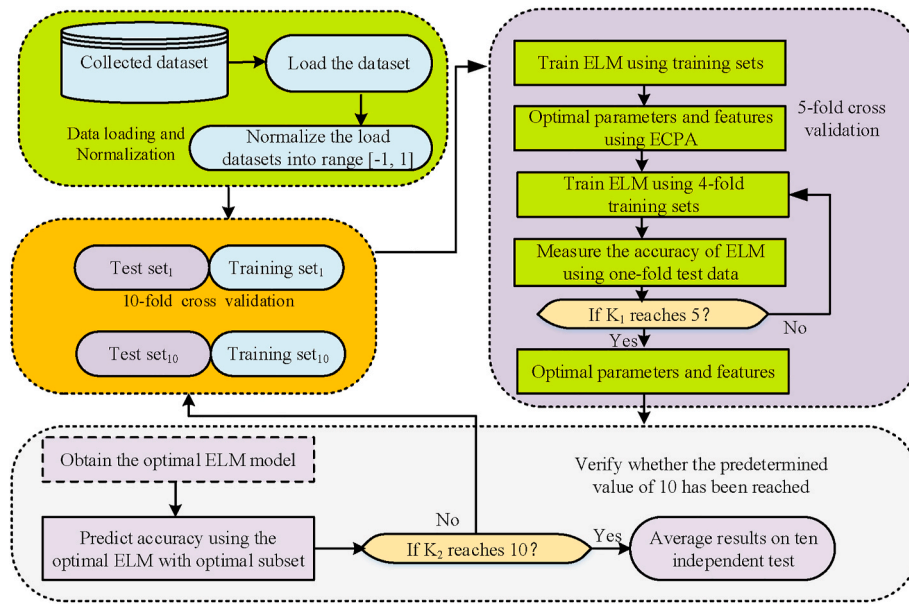 Collected dataset
Load the dataset
Data loading and
Normalization
Normalize the load
datasets into range [-1, 1]
Test set1
Training set1
10-fold cross validation
Test set10
Training set10
Train ELM using training sets
5-fold cross
validation
Optimal parameters and features
using ECPA
Train ELM using 4-fold
training sets
Measure the accuracy of ELM
using one-fold test data
If K1 reaches 5?
No
Yes
Optimal parameters and features
Obtain the optimal ELM model
Verify whether the predetermined
value of 10 has been reached
Predict accuracy using the
optimal ELM with optimal subset
No
If K2 reaches 10?
Yes
Average results on ten
independent test